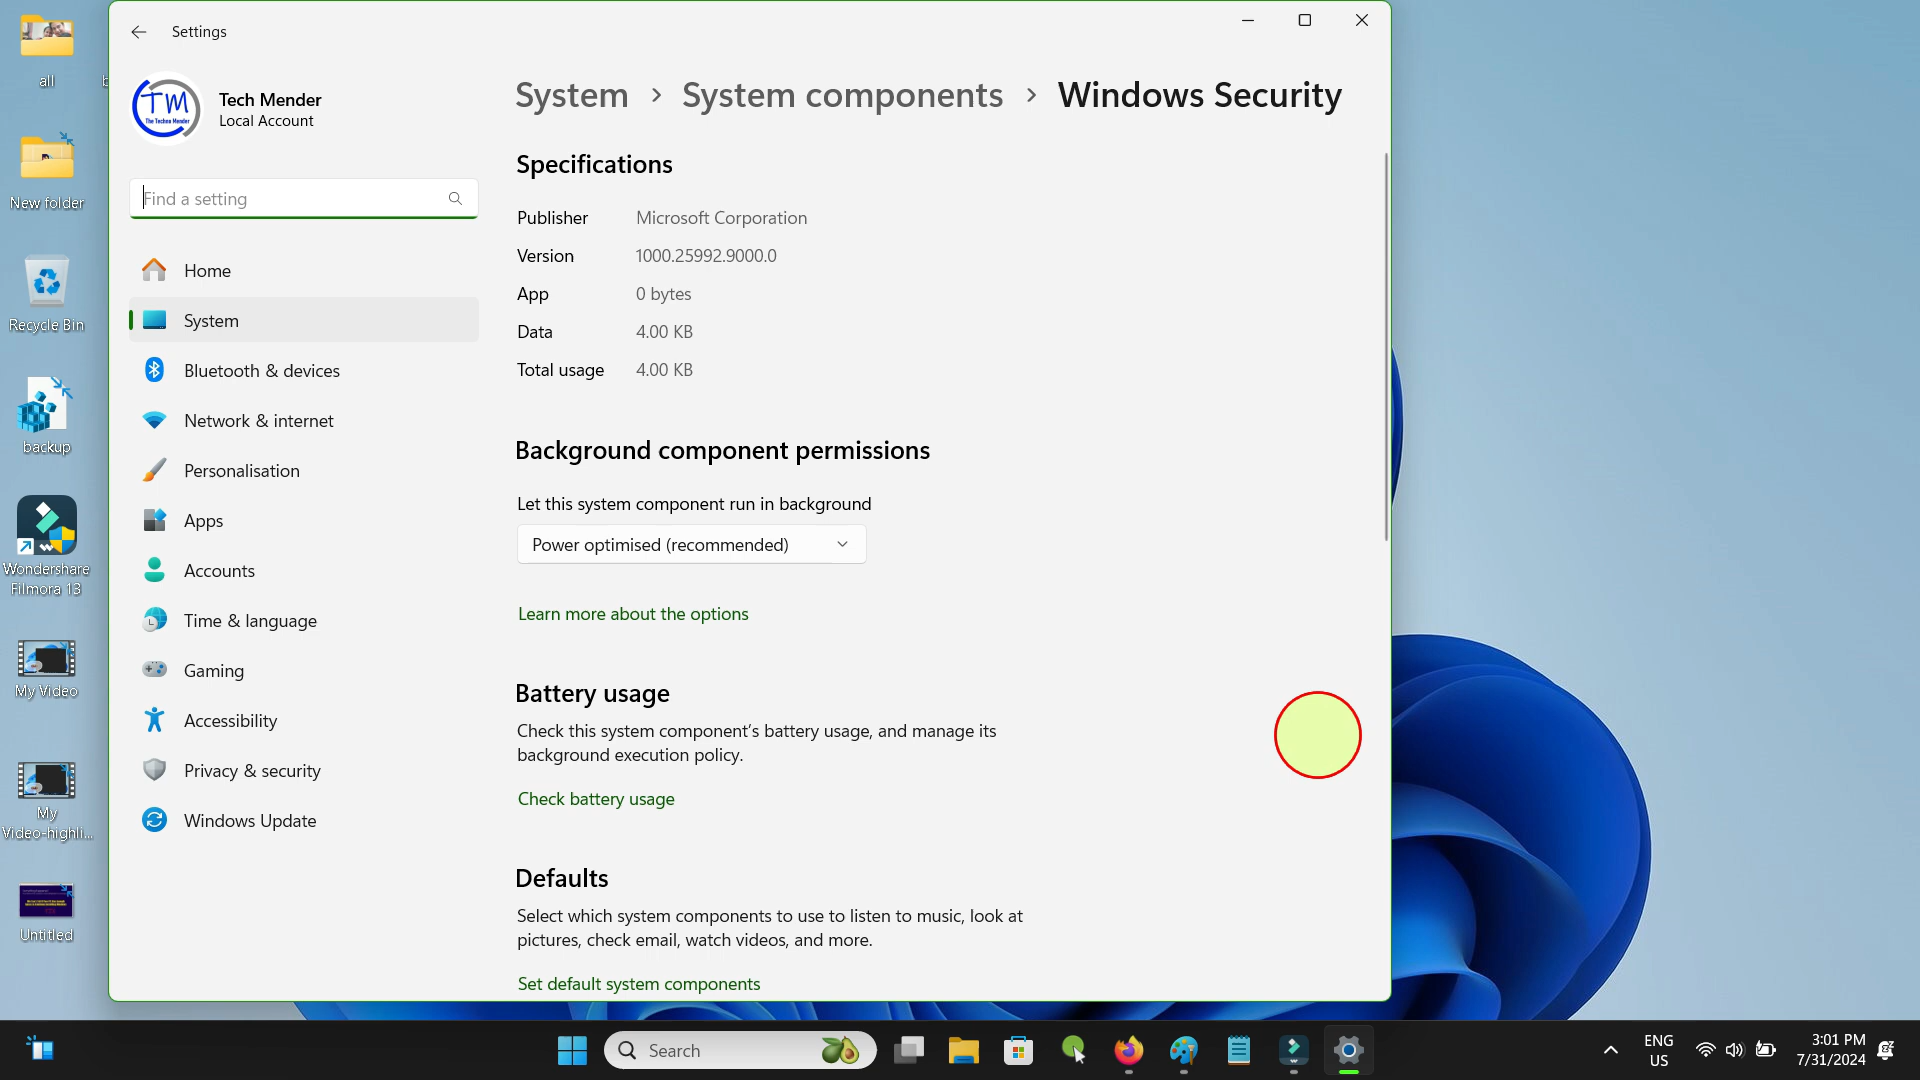 Settings
all
TM
The Techno Mender
Tech Mender
Local Account
System > System components > Windows Security
Find a setting
Home
System
Bluetooth & devices
Network & internet
Personalisation
Apps
Accounts
Time & language
Gaming
Accessibility
Privacy & security
Windows Update
Specifications
Publisher Microsoft Corporation
Version 1000.25992.9000.0
App 0 bytes
Data 4.00 KB
Total usage 4.00 KB
Background component permissions
Let this system component run in background
Power optimised (recommended)
Learn more about the options
Battery usage
Check this system component's battery usage, and manage its
background execution policy.
Check battery usage
Defaults
Select which system components to use to listen to music, look at
pictures, check email, watch videos, and more.
Set default system components
New folder
Recycle Bin
backup
Wondershare
Filmora 13
My Video
My
Video-highli...
Untitled
Search
ENG
US
3:01 PM
7/31/2024